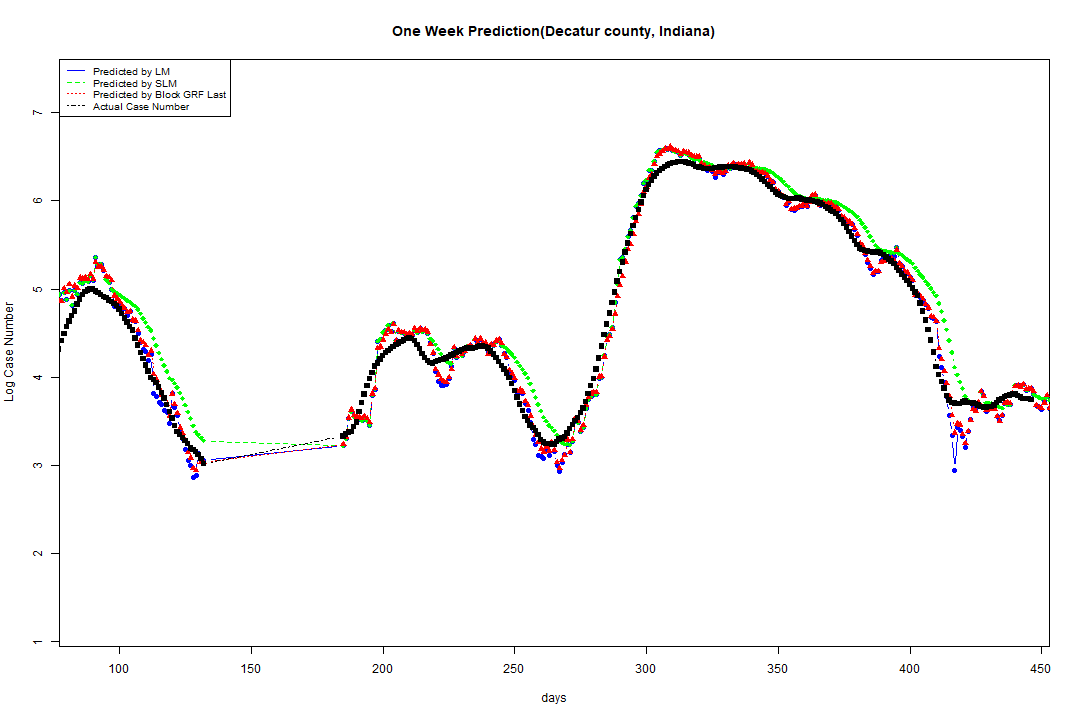 One Week Prediction(Decatur county, Indiana)
Predicted by LM
Predicted by SLM
Predicted by Block GRF Last
Actual Case Number
Log Case Number
7
6
5
4
3
2
1
100 150 200 250 300 350 400 450
days